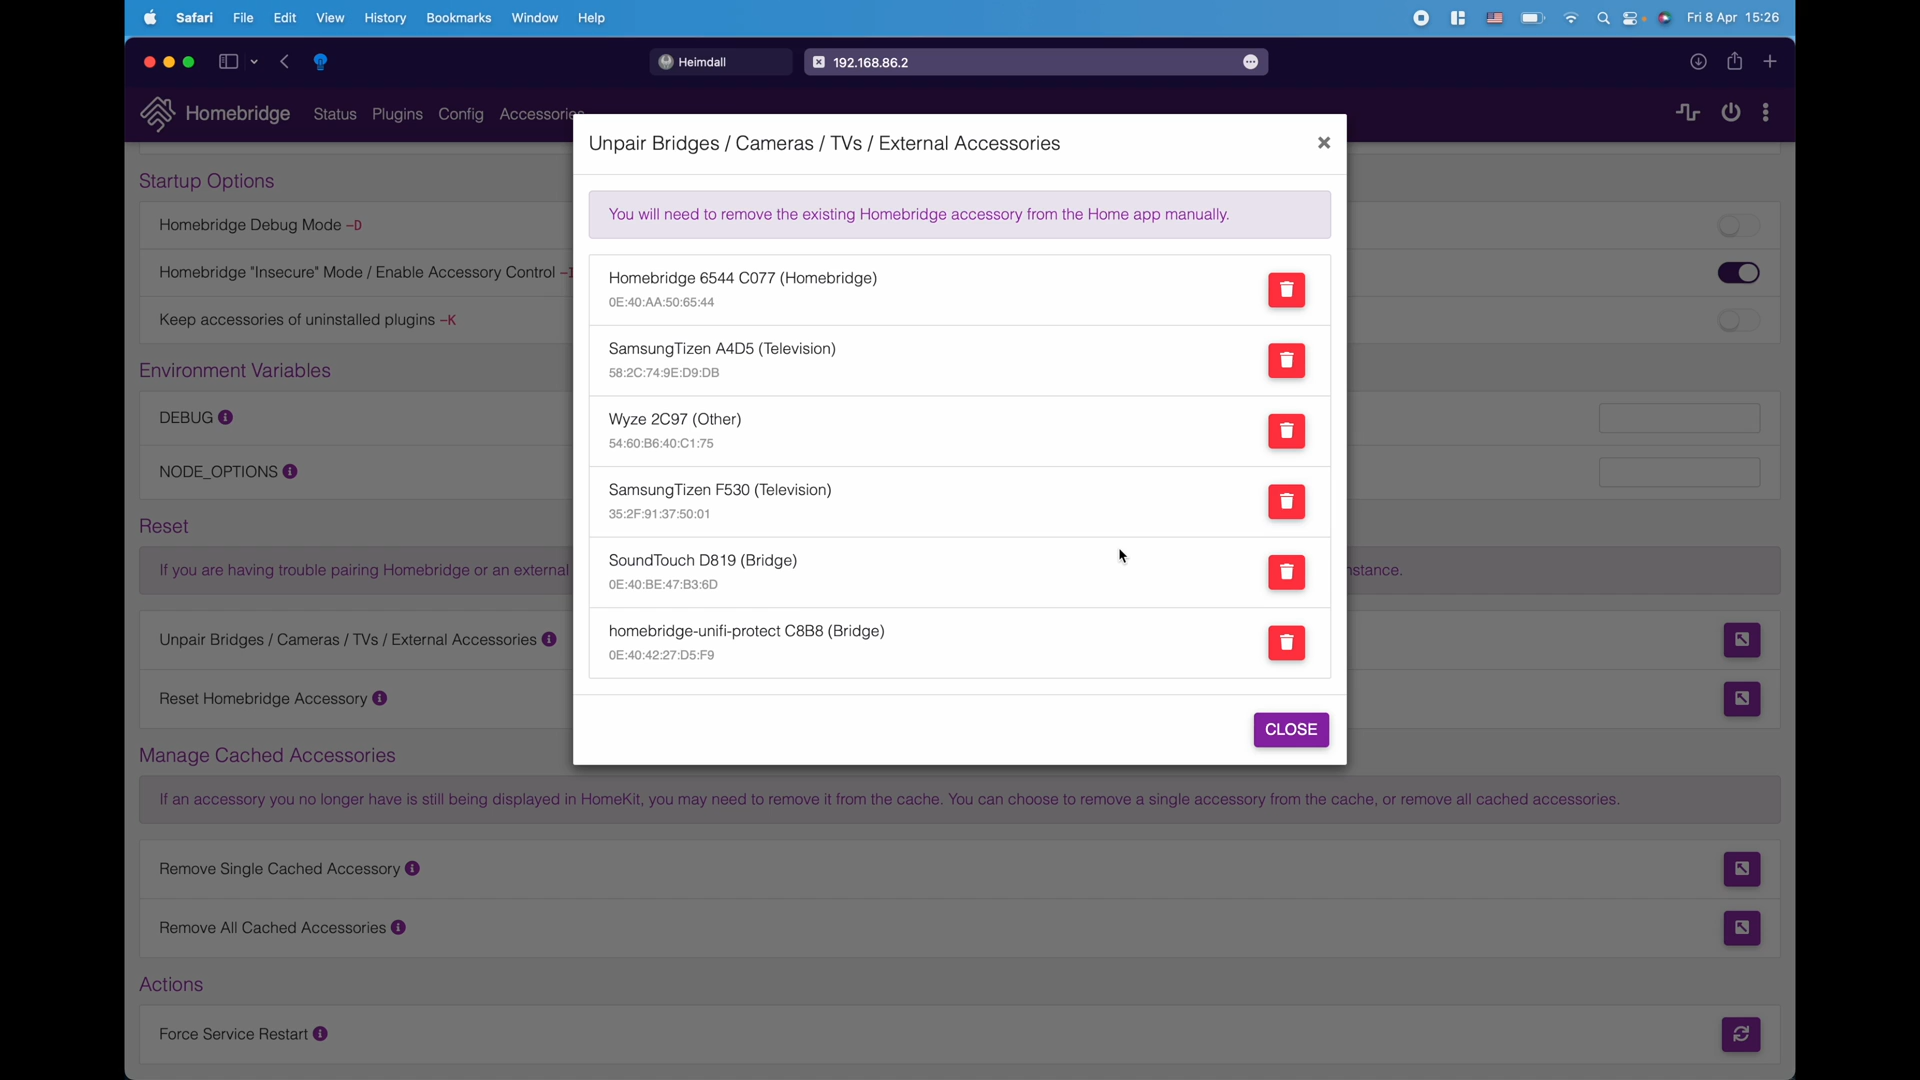 Safari File Edit View History Bookmarks Window Help Fri 8 Apr 15:26
Heimdall 192.168.86.2
Homebridge Status Plugins Config Accessories
Unpair Bridges / Cameras / TVs / External Accessories
You will need to remove the existing Homebridge accessory from the Home app manually.
Homebridge 6544 C077 (Homebridge)
0E:40:AA:50:65:44
SamsungTizen A4D5 (Television)
58:2C:74:9E:D9:DB
Wyze 2C97 (Other)
54:60:B6:40:C1:75
SamsungTizen F530 (Television)
35:2F:91:37:50:01
SoundTouch D819 (Bridge)
0E:40:BE:47:B3:6D
homebridge-unifi-protect C8B8 (Bridge)
0E:40:42:27:D5:F9
CLOSE
Startup Options
Homebridge Debug Mode -D
Homebridge "Insecure" Mode / Enable Accessory Control
Keep accessories of uninstalled plugins -K
Environment Variables
DEBUG
NODE_OPTIONS
Reset
If you are having trouble pairing Homebridge or an external nstance.
Unpair Bridges / Cameras / TVs / External Accessories
Reset Homebridge Accessory
Manage Cached Accessories
If an accessory you no longer have is still being displayed in HomeKit, you may need to remove it from the cache. You can choose to remove a single accessory from the cache, or remove all cached accessories.
Remove Single Cached Accessory
Remove All Cached Accessories
Actions
Force Service Restart